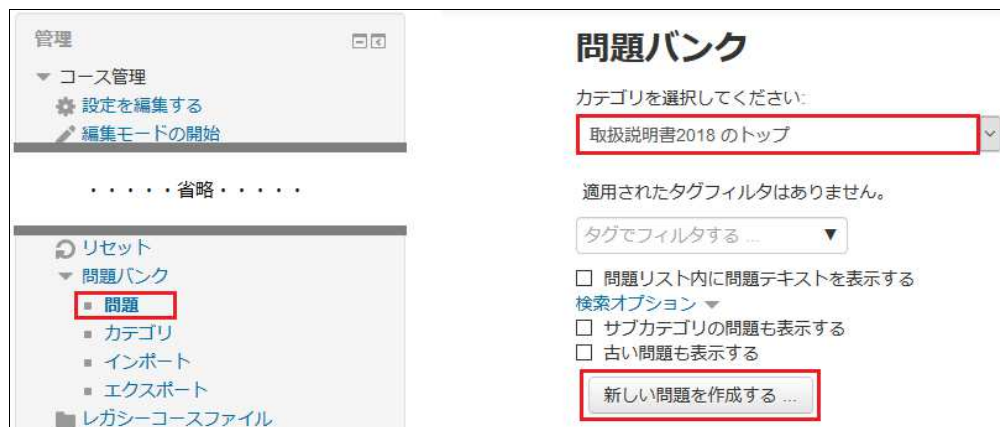 管理
コース管理
設定を編集する
編集モードの開始
・・・・・省略・・・・・
リセット
問題バンク
問題
カテゴリ
インポート
エクスポート
レガシーコースファイル
問題バンク
カテゴリを選択してください:
取扱説明書2018 のトップ
適用されたタグフィルタはありません。
タグでフィルタする ...
問題リスト内に問題テキストを表示する
検索オプション
サブカテゴリの問題も表示する
古い問題も表示する
新しい問題を作成する ...